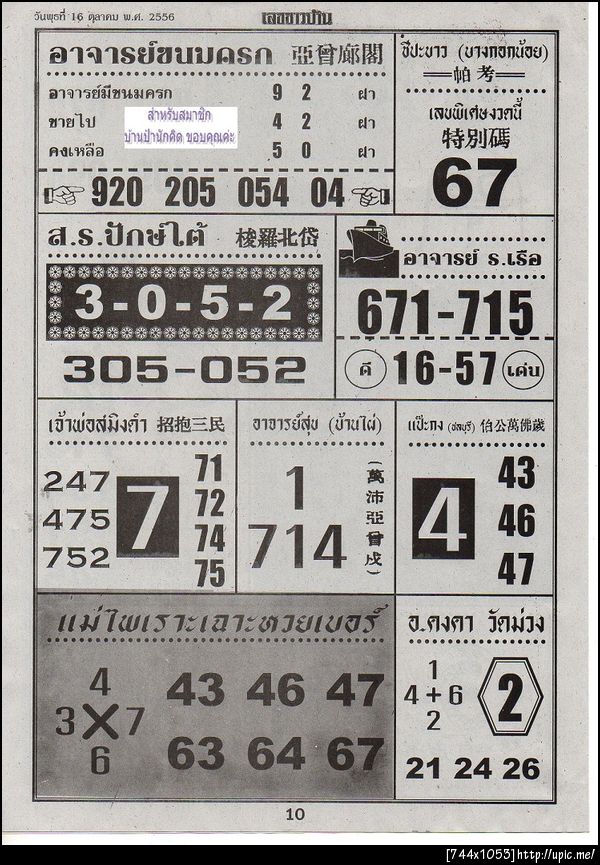 วันพุธที่ 16 ตุลาคม พ.ศ. 2556
เลขชาวบ้าน
อาจารย์ขนมครก 亞曾廊閣
อาจารย์มีขนมครก 9 2 ฝา
ขายไป 4 2 ฝา
คงเหลือ 5 0 ฝา
สำหรับสมาชิก
บ้านป้านักคิด ขอบคุณค่ะ
920 205 054 04
ชีปะขาว (บางกอกน้อย)
帕考
เลขพิเศษงวดนี้
特別碼
67
ส.ร.ปักษ์ใต้ 梭羅北岱
3-0-5-2
305-052
อาจารย์ ร.เรือ
671-715
ดี 16-57 เด่น
เจ้าพ่อสมิงดำ 招抱三民
247
475
752
7
71
72
74
75
อาจารย์สุข (บ้านไผ่)
1
714
(萬沛亞曾戍)
แป๊ะกง (ชลบุรี) 伯公萬佛歲
4
43
46
47
แม่ไพเราะเฉาะหวยเบอร์
4
3 X 7
6
43 46 47
63 64 67
อ.คงคา วัดม่วง
1
4+6
2
2
21 24 26
10
[744x1053]http://upic.me/